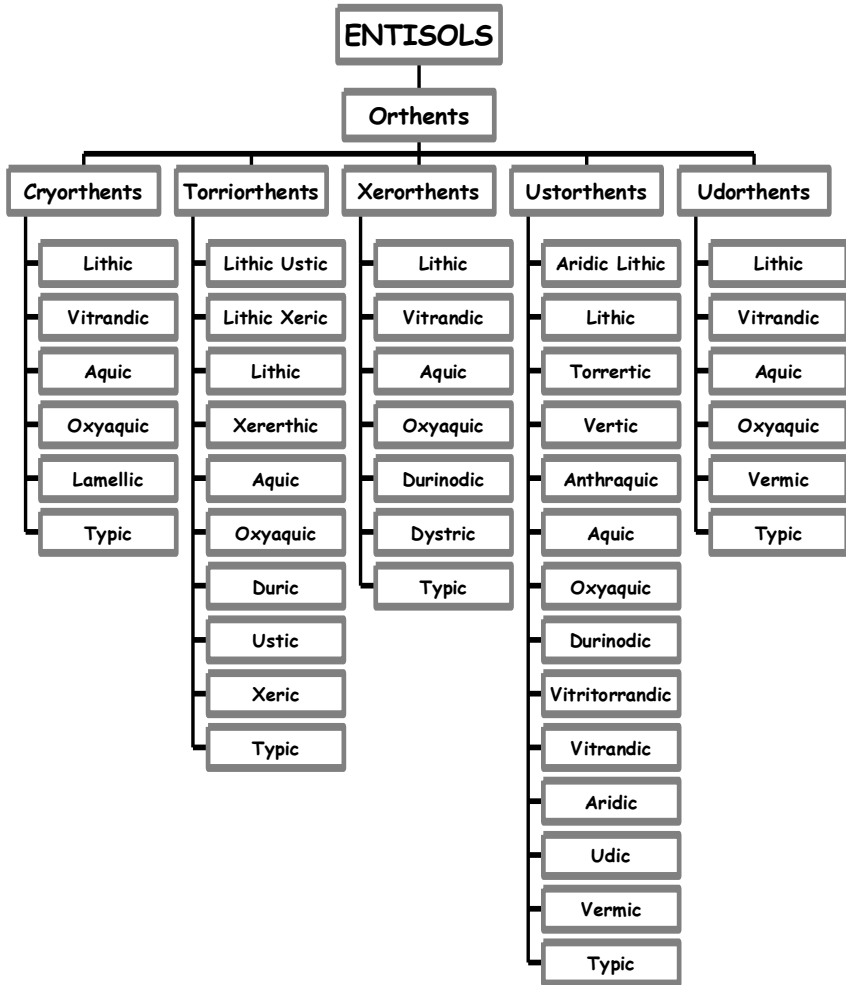 ENTISOLS
Orthents
Cryorthents
Lithic
Vitrandic
Aquic
Oxyaquic
Lamellic
Typic
Torriorthents
Lithic Ustic
Lithic Xeric
Lithic
Xererthic
Aquic
Oxyaquic
Duric
Ustic
Xeric
Typic
Xerorthents
Lithic
Vitrandic
Aquic
Oxyaquic
Durinodic
Dystric
Typic
Ustorthents
Aridic Lithic
Lithic
Torrertic
Vertic
Anthraquic
Aquic
Oxyaquic
Durinodic
Vitritorrandic
Vitrandic
Aridic
Udic
Vermic
Typic
Udorthents
Lithic
Vitrandic
Aquic
Oxyaquic
Vermic
Typic